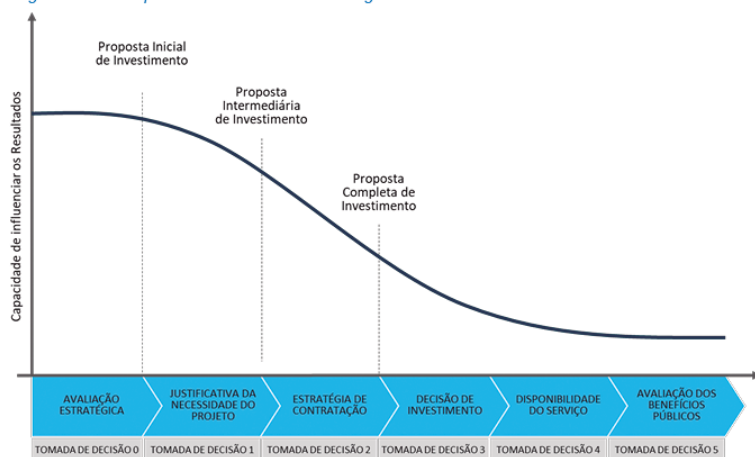 Proposta Inicial
de Investimento
Proposta
Intermediária
de Investimento
Proposta
Completa de
Investimento
Capacidade de influenciar os Resultados
AVALIAÇÃO
ESTRATÉGICA
JUSTIFICATIVA DA
NECESSIDADE DO
PROJETO
ESTRATÉGIA DE
CONTRATAÇÃO
DECISÃO DE
INVESTIMENTO
DISPONIBILIDADE
DO SERVIÇO
AVALIAÇÃO DOS
BENEFÍCIOS
PÚBLICOS
TOMADA DE DECISÃO 0
TOMADA DE DECISÃO 1
TOMADA DE DECISÃO 2
TOMADA DE DECISÃO 3
TOMADA DE DECISÃO 4
TOMADA DE DECISÃO 5